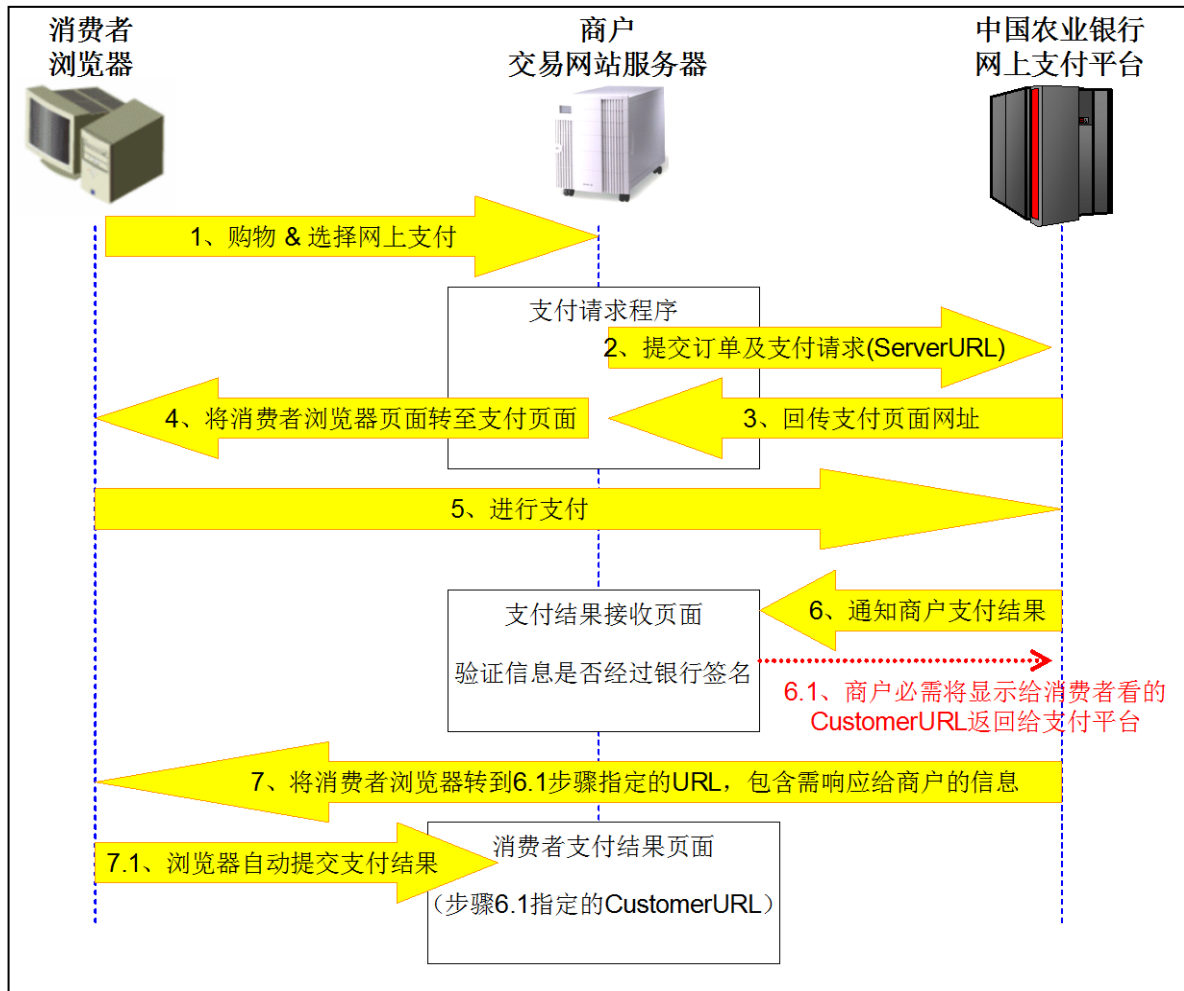 消费者
浏览器
商户
交易网站服务器
中国农业银行
网上支付平台
1、购物 & 选择网上支付
支付请求程序
2、提交订单及支付请求(ServerURL)
4、将消费者浏览器页面转至支付页面
3、回传支付页面网址
5、进行支付
支付结果接收页面
6、通知商户支付结果
验证信息是否经过银行签名
6.1、商户必需将显示给消费者看的
CustomerURL返回给支付平台
7、将消费者浏览器转到6.1步骤指定的URL，包含需响应给商户的信息
消费者支付结果页面
7.1、浏览器自动提交支付结果
（步骤6.1指定的CustomerURL）